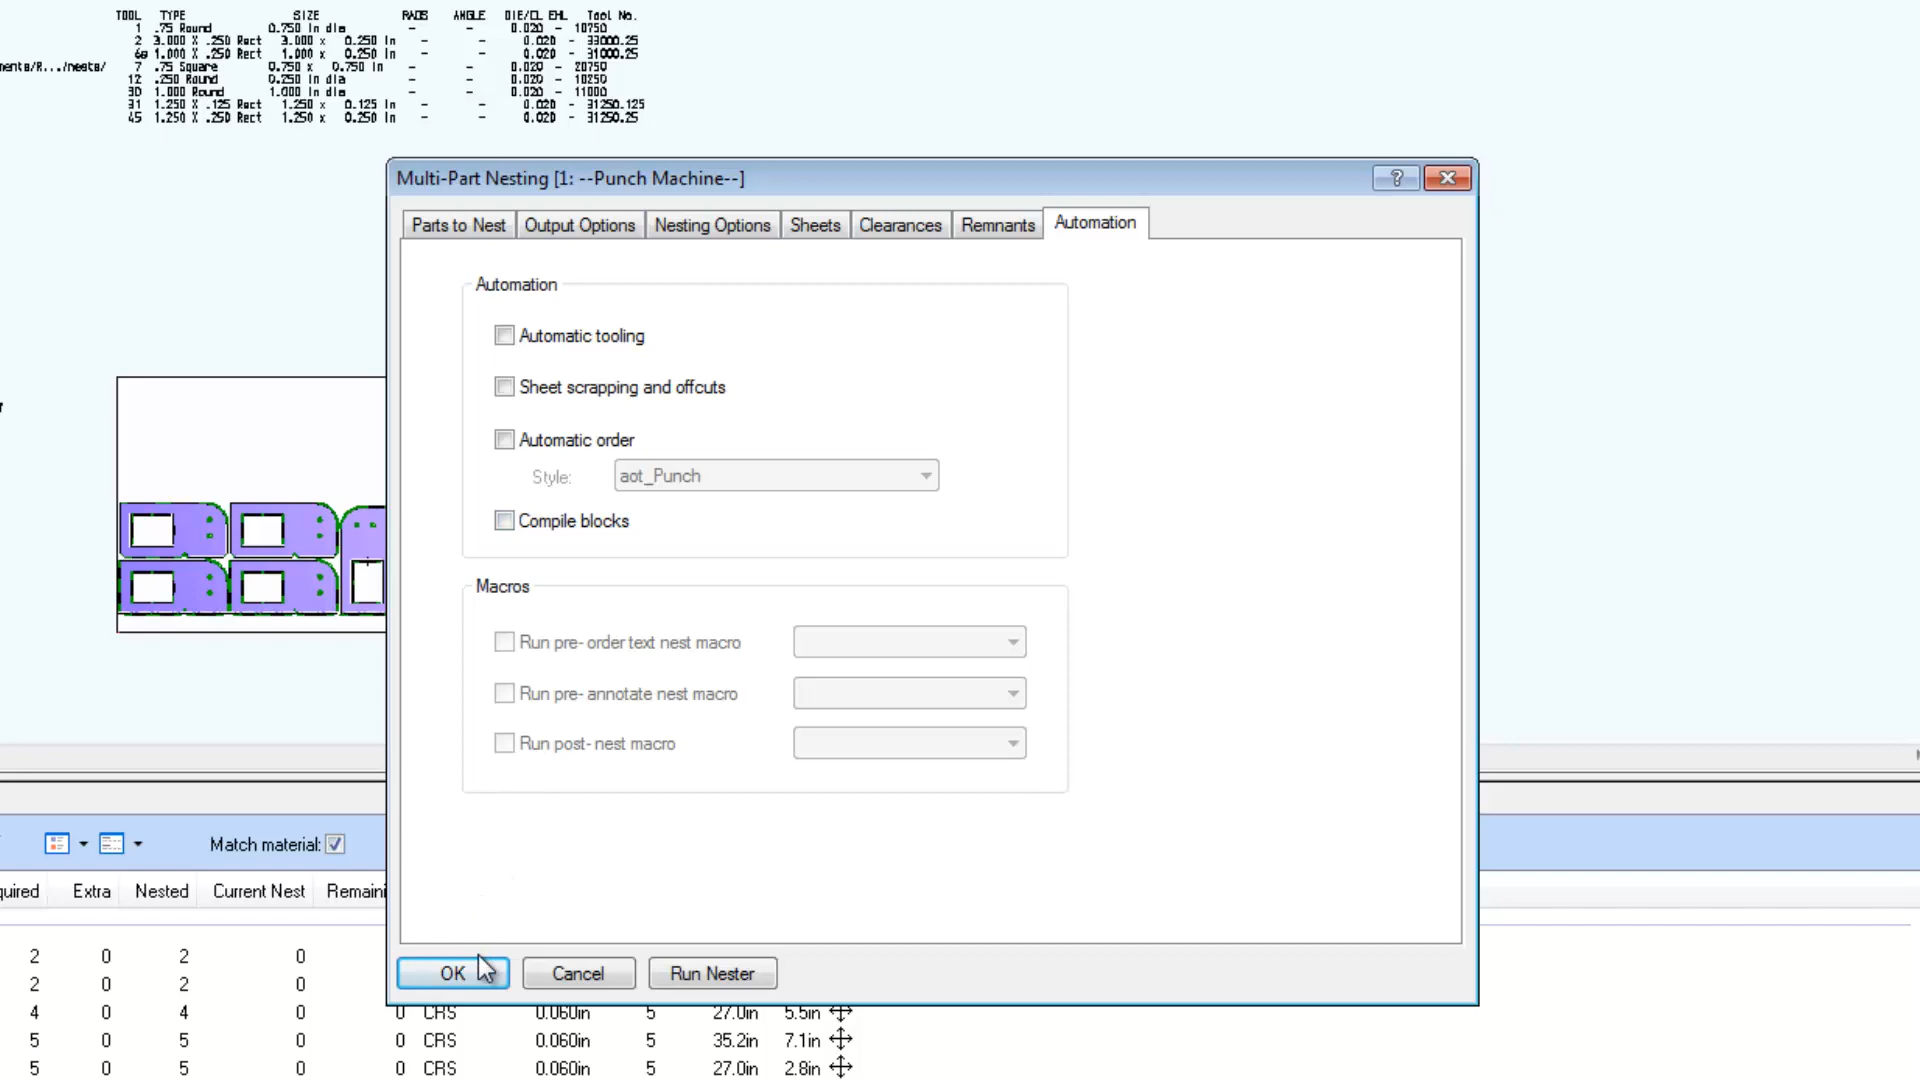 TOOL TYPE SIZE RADS ANGLE DIE/CL EHL Tool No.
1 .75 Round 0.750 In dia - - 0.020 - 10750
2 3.000 X .250 Rect 3.000 x 0.250 In - - 0.020 - 33000.25
6a 1.000 X .250 Rect 1.000 x 0.250 In - - 0.020 - 31000.25
ments/R.../nests/ 7 .75 Square 0.750 x 0.750 In - - 0.020 - 20750
12 .250 Round 0.250 In dia - - 0.020 - 10250
30 1.000 Round 1.000 In dia - - 0.020 - 11000
31 1.250 X .125 Rect 1.250 x 0.125 In - - 0.020 - 31250.125
45 1.250 X .250 Rect 1.250 x 0.250 In - - 0.020 - 31250.25
Multi-Part Nesting [1: --Punch Machine--]
Parts to Nest Output Options Nesting Options Sheets Clearances Remnants Automation
Automation
Automatic tooling
Sheet scrapping and offcuts
Automatic order
Style: aot_Punch
Compile blocks
Macros
Run pre- order text nest macro
Run pre- annotate nest macro
Run post- nest macro
OK Cancel Run Nester
Match material:
quired Extra Nested Current Nest Remaini
2 0 2 0
2 0 2 0
4 0 4 0 0 CRS 0.060in 5 27.0in 5.5in
5 0 5 0 0 CRS 0.060in 5 35.2in 7.1in
5 0 5 0 0 CRS 0.060in 5 27.0in 2.8in